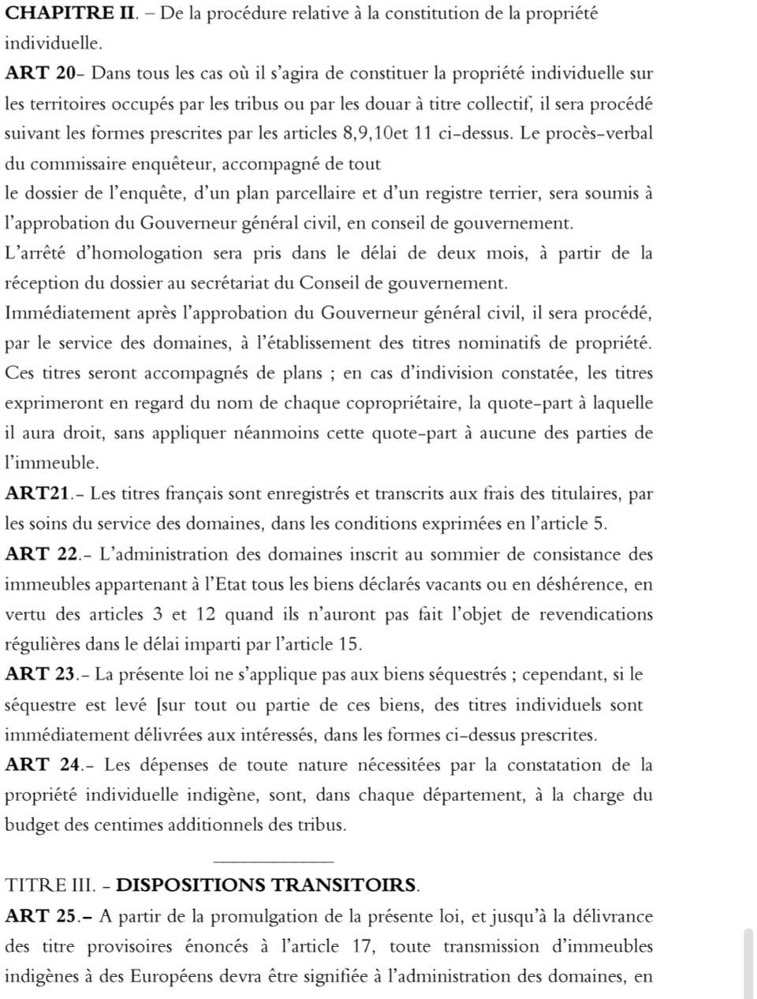 CHAPITRE II. – De la procédure relative à la constitution de la propriété
individuelle.
ART 20– Dans tous les cas où il s’agira de constituer la propriété individuelle sur
les territoires occupés par les tribus ou par les douar à titre collectif, il sera procédé
suivant les formes prescrites par les articles 8,9,10et 11 ci-dessus. Le procès-verbal
du commissaire enquêteur, accompagné de tout
le dossier de l’enquête, d’un plan parcellaire et d’un registre terrier, sera soumis à
l’approbation du Gouverneur général civil, en conseil de gouvernement.
L’arrêté d’homologation sera pris dans le délai de deux mois, à partir de la
réception du dossier au secrétariat du Conseil de gouvernement.
Immédiatement après l’approbation du Gouverneur général civil, il sera procédé,
par le service des domaines, à l’établissement des titres nominatifs de propriété.
Ces titres seront accompagnés de plans ; en cas d’indivision constatée, les titres
exprimeront en regard du nom de chaque copropriétaire, la quote-part à laquelle
il aura droit, sans appliquer néanmoins cette quote-part à aucune des parties de
l’immeuble.
ART21.– Les titres français sont enregistrés et transcrits aux frais des titulaires, par
les soins du service des domaines, dans les conditions exprimées en l’article 5.
ART 22.– L’administration des domaines inscrit au sommier de consistance des
immeubles appartenant à l’Etat tous les biens déclarés vacants ou en déshérence, en
vertu des articles 3 et 12 quand ils n’auront pas fait l’objet de revendications
régulières dans le délai imparti par l’article 15.
ART 23.– La présente loi ne s’applique pas aux biens séquestrés ; cependant, si le
séquestre est levé [sur tout ou partie de ces biens, des titres individuels sont
immédiatement délivrées aux intéressés, dans les formes ci-dessus prescrites.
ART 24.– Les dépenses de toute nature nécessitées par la constatation de la
propriété individuelle indigène, sont, dans chaque département, à la charge du
budget des centimes additionnels des tribus.
TITRE III. – DISPOSITIONS TRANSITOIRS.
ART 25.– A partir de la promulgation de la présente loi, et jusqu’à la délivrance
des titre provisoires énoncés à l’article 17, toute transmission d’immeubles
indigènes à des Européens devra être signifiée à l’administration des domaines, en